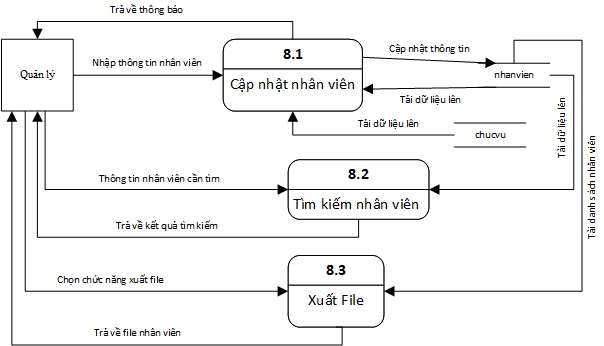 Trả về thông báo
8.1
Cập nhật nhân viên
Quản lý
Nhập thông tin nhân viên
Cập nhật thông tin
nhanvien
Tải dữ liệu lên
Tải dữ liệu lên
chucvu
Tải dữ liệu lên
Tải danh sách nhân viên
8.2
Tìm kiếm nhân viên
Thông tin nhân viên cần tìm
Trả về kết quả tìm kiếm
8.3
Xuất File
Chọn chức năng xuất file
Trả về file nhân viên